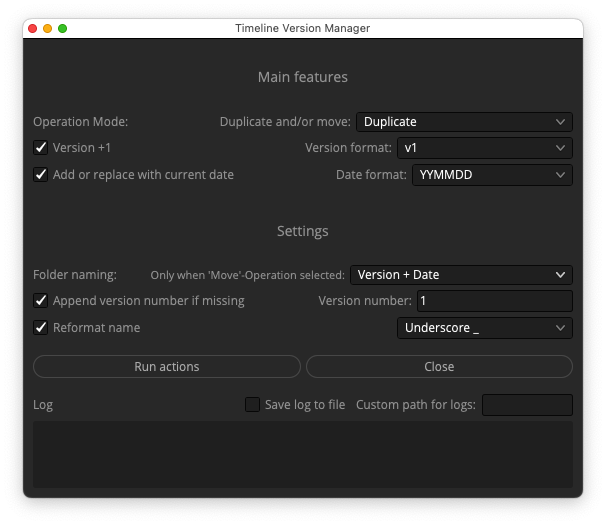 Timeline Version Manager
Main features
Operation Mode: Duplicate and/or move: Duplicate
Version +1 Version format: v1
Add or replace with current date Date format: YYMMDD
Settings
Folder naming: Only when 'Move'-Operation selected: Version + Date
Append version number if missing Version number: 1
Reformat name Underscore _
Run actions Close
Log Save log to file Custom path for logs: